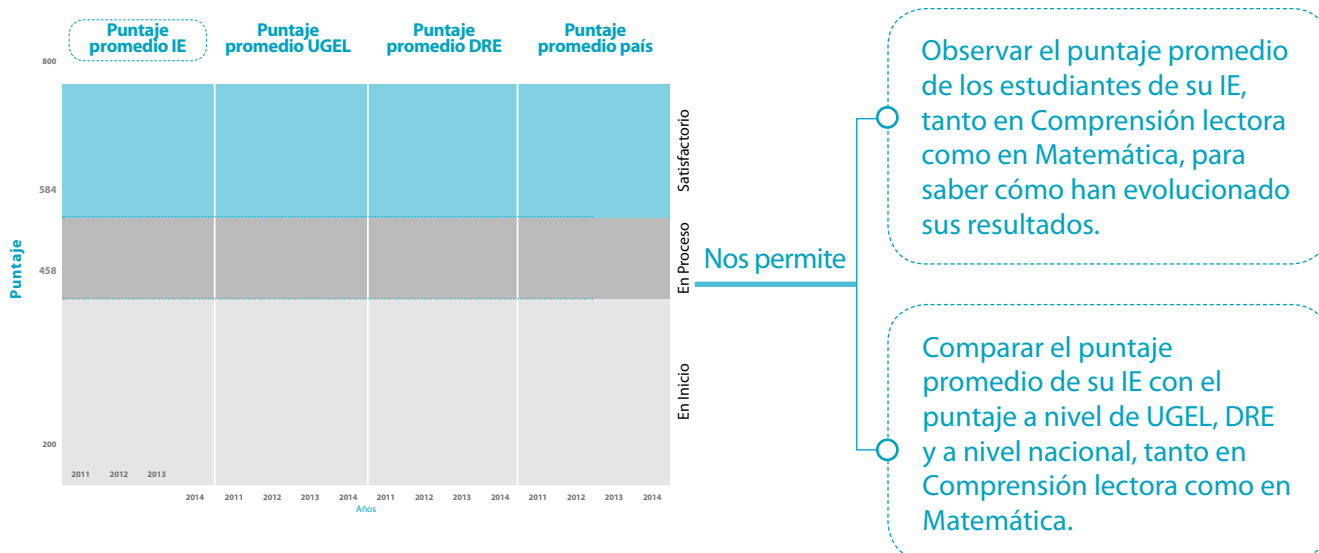 Puntaje
promedio IE
Puntaje
promedio UGEL
Puntaje
promedio DRE
Puntaje
promedio país
800
584
458
200
Puntaje
Satisfactorio
En Proceso
En Inicio
2011 2012 2013
2014 2011 2012 2013 2014 2011 2012 2013 2014 2011 2012 2013 2014
Años
Nos permite
Observar el puntaje promedio
de los estudiantes de su IE,
tanto en Comprensión lectora
como en Matemática, para
saber cómo han evolucionado
sus resultados.
Comparar el puntaje
promedio de su IE con el
puntaje a nivel de UGEL, DRE
y a nivel nacional, tanto en
Comprensión lectora como en
Matemática.